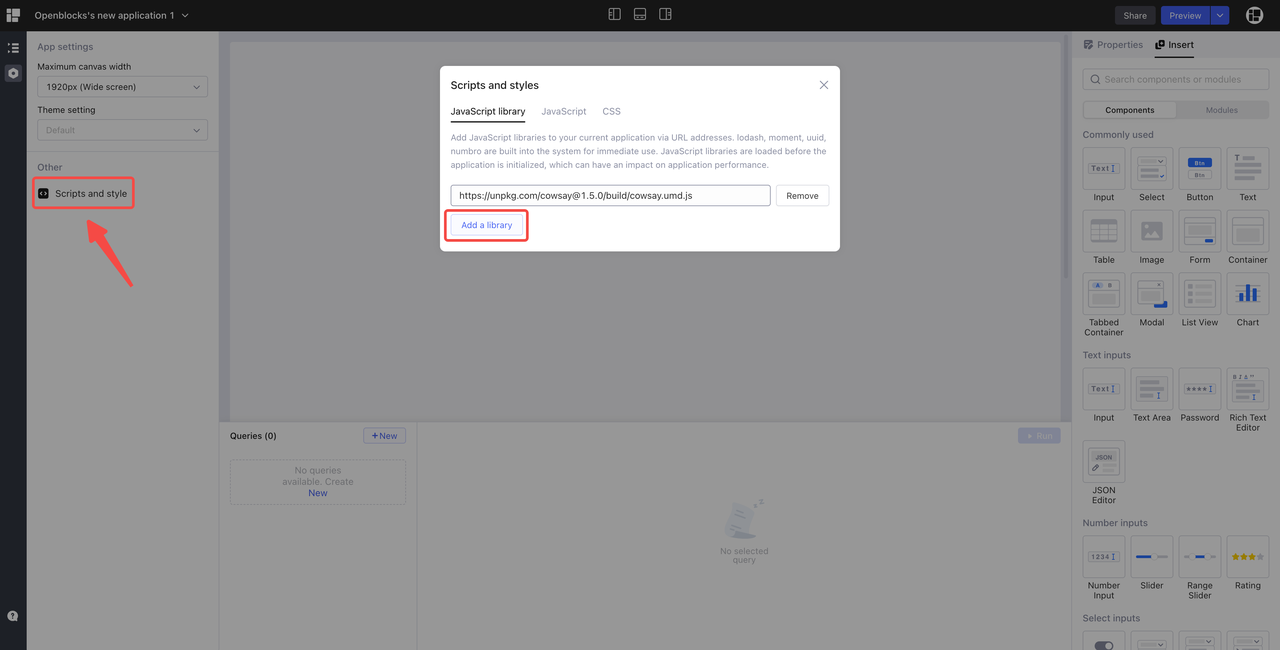 Openblocks's new application 1
Share
Preview
App settings
Maximum canvas width
1920px (Wide screen)
Theme setting
Default
Other
Scripts and style
Scripts and styles
JavaScript library
JavaScript
CSS
Add JavaScript libraries to your current application via URL addresses. lodash, moment, uuid,
numbro are built into the system for immediate use. JavaScript libraries are loaded before the
application is initialized, which can have an impact on application performance.
https://unpkg.com/cowsay@1.5.0/build/cowsay.umd.js
Remove
Add a library
Queries (0)
+ New
No queries
available. Create
New
Run
No selected
query
Properties
Insert
Search components or modules
Components
Modules
Commonly used
Text
Btn
Btn
T
Input
Select
Button
Text
Table
Image
Form
Container
A B
Tabbed
Container
Modal
List View
Chart
Text inputs
Text
Input
Text Area
Password
Rich Text
Editor
JSON
JSON
Editor
Number inputs
1234
Number
Input
Slider
Range
Slider
Rating
Select inputs